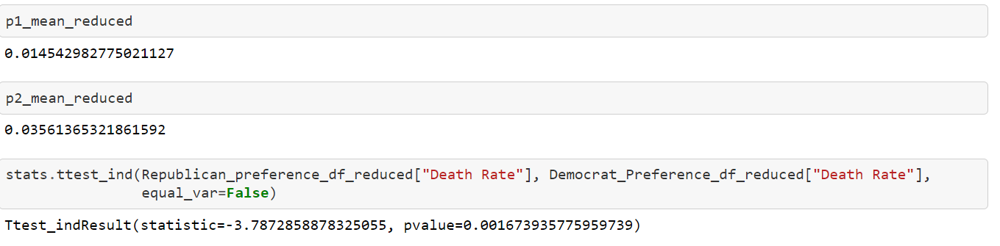 p1_mean_reduced
0.014542982775021127
p2_mean_reduced
0.03561365321861592
stats.ttest_ind(Republican_preference_df_reduced["Death Rate"], Democrat_Preference_df_reduced["Death Rate"],
equal_var=False)
Ttest_indResult(statistic=-3.7872858878325055, pvalue=0.001673935775959739)